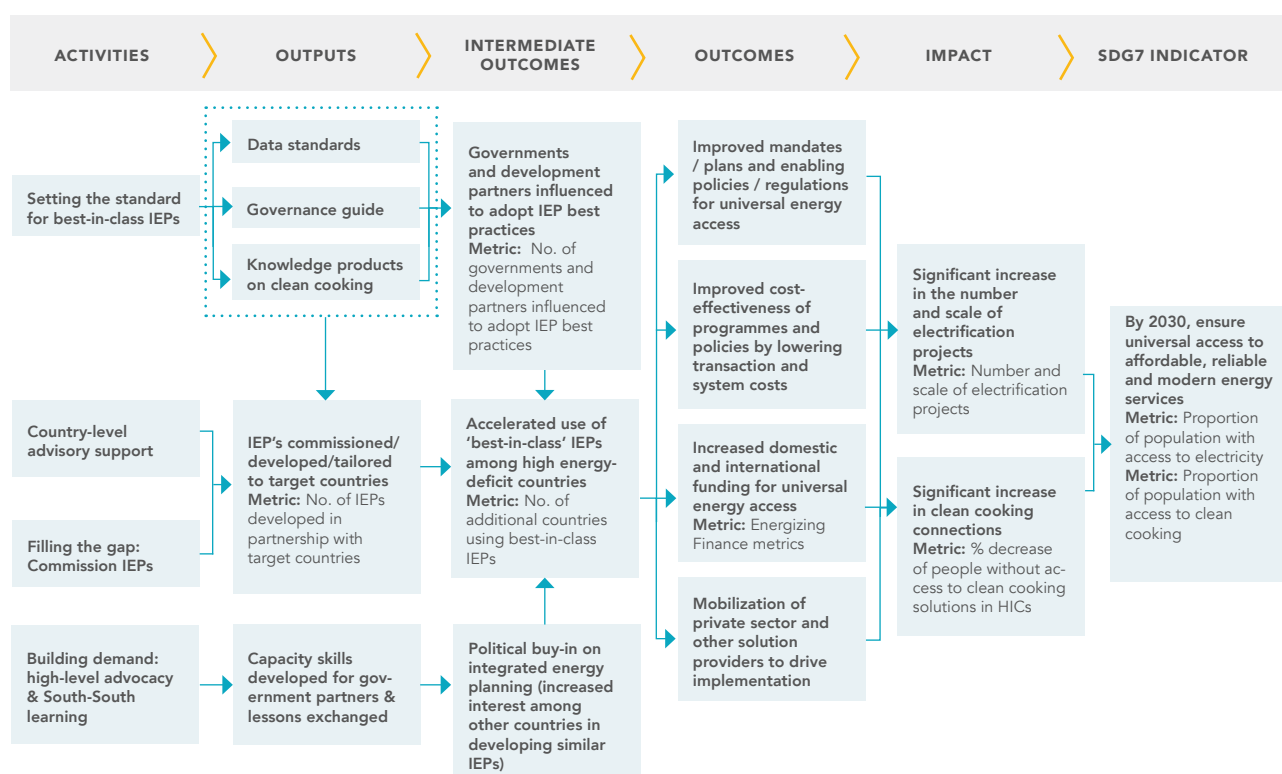 ACTIVITIES
OUTPUTS
INTERMEDIATE
OUTCOMES
OUTCOMES
IMPACT
SDG7 INDICATOR
Setting the standard
for best-in-class IEPs
Data standards
Governance guide
Knowledge products
on clean cooking
Governments
and development
partners influenced
to adopt IEP best
practices
Metric: No. of
governments and
development
partners influenced
to adopt IEP best
practices
Improved mandates
/ plans and enabling
policies / regulations
for universal energy
access
Improved cost-
effectiveness of
programmes and
policies by lowering
transaction and
system costs
Significant increase
in the number
and scale of
electrification
projects
Metric: Number and
scale of electrification
projects
By 2030, ensure
universal access to
affordable, reliable
and modern energy
services
Metric: Proportion
of population with
access to electricity
Metric: Proportion
of population with
access to clean
cooking
Country-level
advisory support
Filling the gap:
Commission IEPs
IEP's commissioned/
developed/tailored
to target countries
Metric: No. of IEPs
developed in
partnership with
target countries
Accelerated use of
'best-in-class' IEPs
among high energy-
deficit countries
Metric: No. of
additional countries
using best-in-class
IEPs
Increased domestic
and international
funding for universal
energy access
Metric: Energizing
Finance metrics
Significant increase
in clean cooking
connections
Metric: % decrease
of people without ac-
cess to clean cooking
solutions in HICs
Building demand:
high-level advocacy
& South-South
learning
Capacity skills
developed for gov-
ernment partners &
lessons exchanged
Political buy-in on
integrated energy
planning (increased
interest among
other countries in
developing similar
IEPs)
Mobilization of
private sector and
other solution
providers to drive
implementation